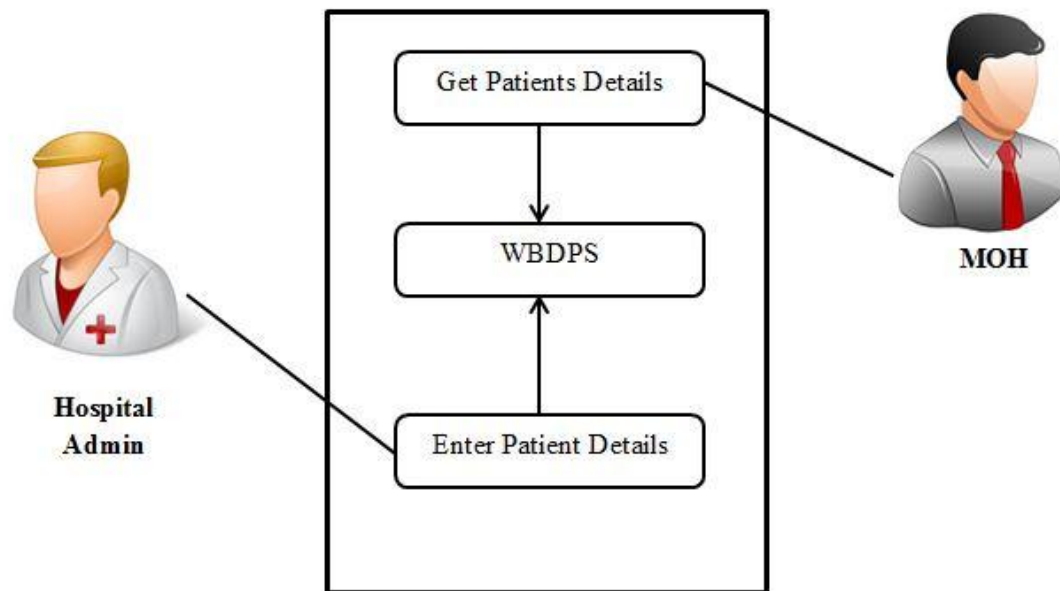 Get Patients Details
MOH
WBDPS
Hospital
Admin
Enter Patient Details